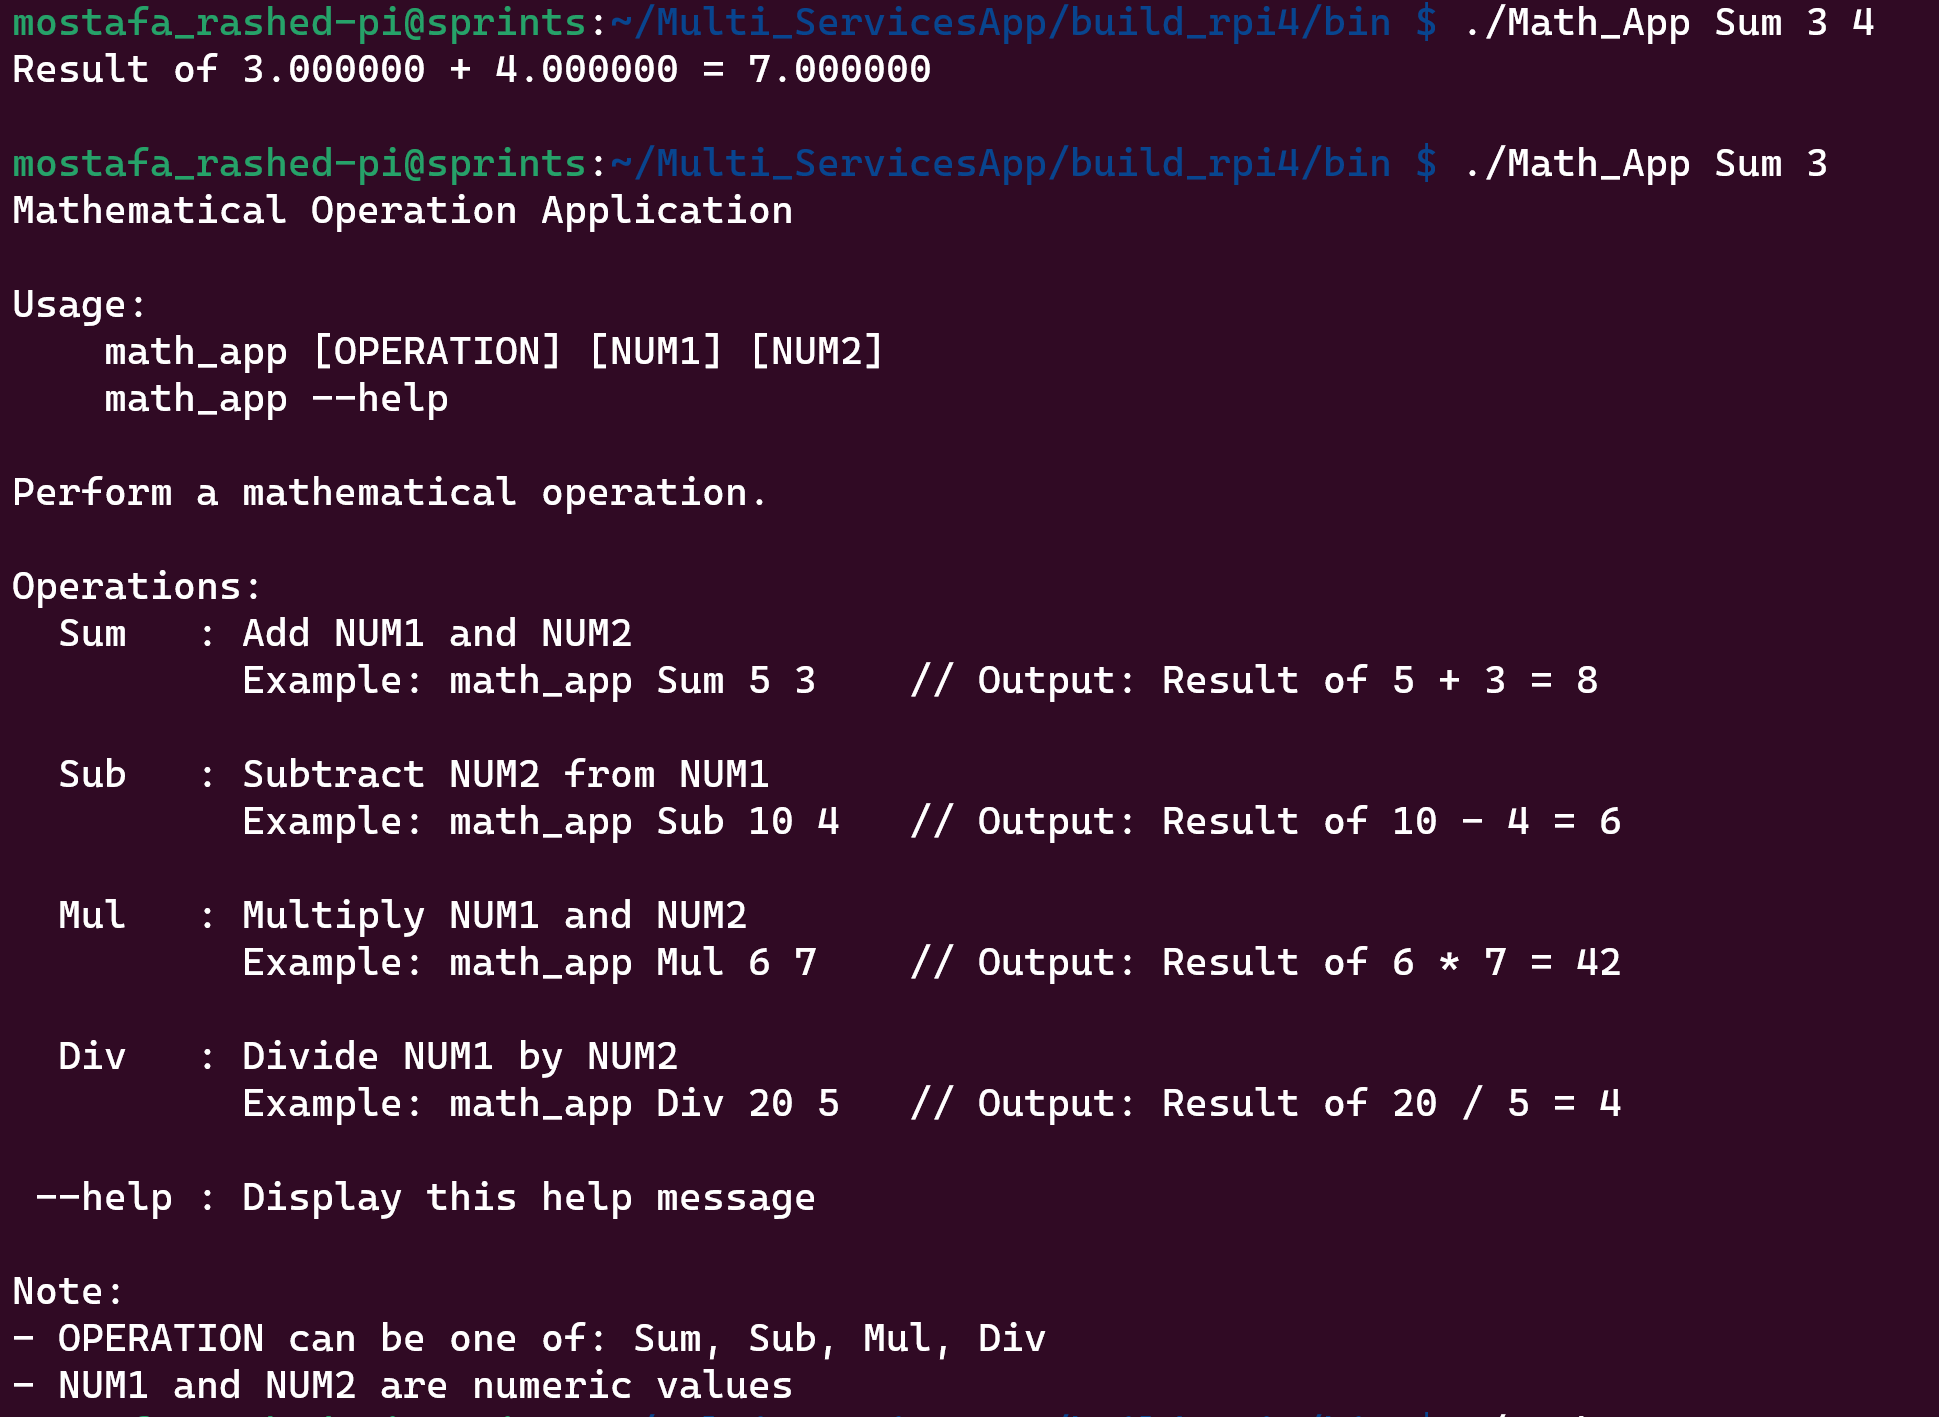 mostafa_rashed-pi@sprints:~/Multi_ServicesApp/build_rpi4/bin $ ./Math_App Sum 3 4
Result of 3.000000 + 4.000000 = 7.000000
mostafa_rashed-pi@sprints:~/Multi_ServicesApp/build_rpi4/bin $ ./Math_App Sum 3
Mathematical Operation Application
Usage:
math_app [OPERATION] [NUM1] [NUM2]
math_app --help
Perform a mathematical operation.
Operations:
Sum : Add NUM1 and NUM2
Example: math_app Sum 5 3 // Output: Result of 5 + 3 = 8
Sub : Subtract NUM2 from NUM1
Example: math_app Sub 10 4 // Output: Result of 10 - 4 = 6
Mul : Multiply NUM1 and NUM2
Example: math_app Mul 6 7 // Output: Result of 6 * 7 = 42
Div : Divide NUM1 by NUM2
Example: math_app Div 20 5 // Output: Result of 20 / 5 = 4
--help : Display this help message
Note:
- OPERATION can be one of: Sum, Sub, Mul, Div
- NUM1 and NUM2 are numeric values